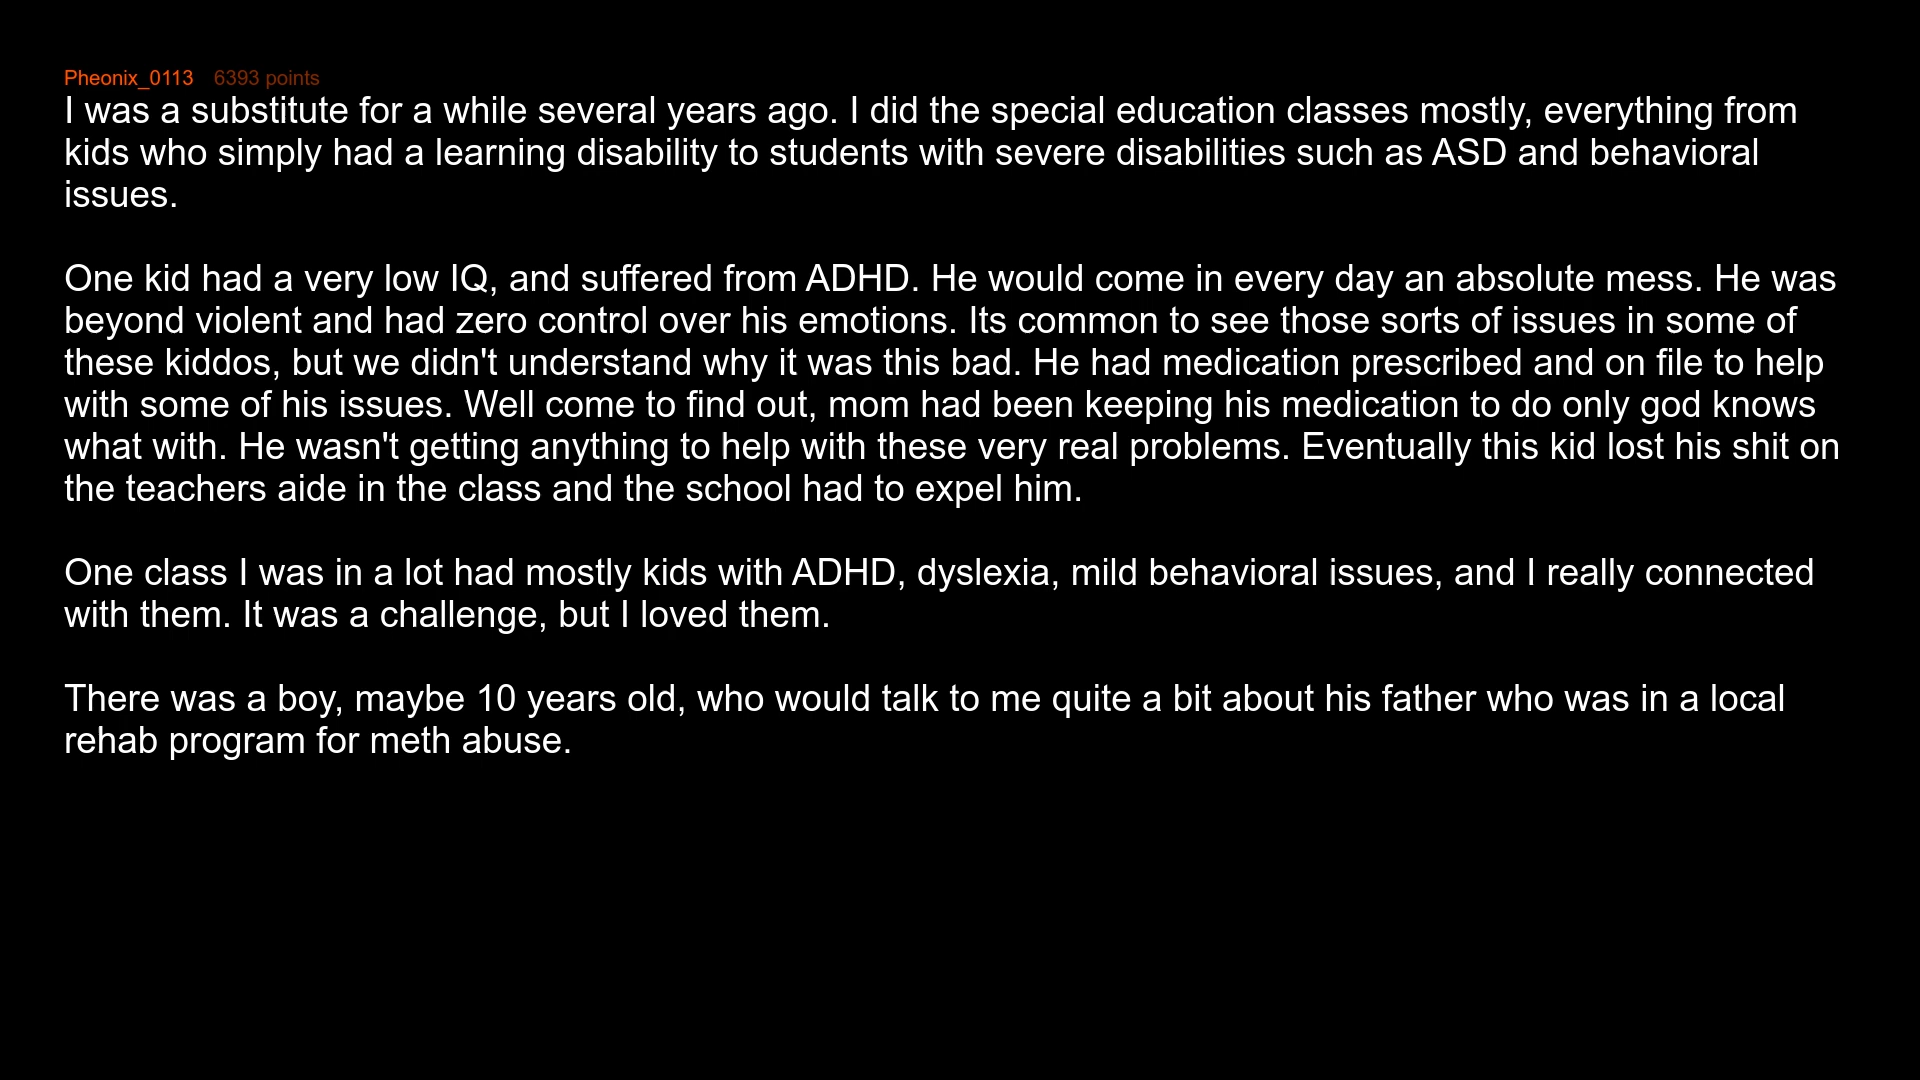 Pheonix_0113 6393 points
I was a substitute for a while several years ago. I did the special education classes mostly, everything from
kids who simply had a learning disability to students with severe disabilities such as ASD and behavioral
issues.
One kid had a very low IQ, and suffered from ADHD. He would come in every day an absolute mess. He was
beyond violent and had zero control over his emotions. Its common to see those sorts of issues in some of
these kiddos, but we didn't understand why it was this bad. He had medication prescribed and on file to help
with some of his issues. Well come to find out, mom had been keeping his medication to do only god knows
what with. He wasn't getting anything to help with these very real problems. Eventually this kid lost his shit on
the teachers aide in the class and the school had to expel him.
One class I was in a lot had mostly kids with ADHD, dyslexia, mild behavioral issues, and I really connected
with them. It was a challenge, but I loved them.
There was a boy, maybe 10 years old, who would talk to me quite a bit about his father who was in a local
rehab program for meth abuse.